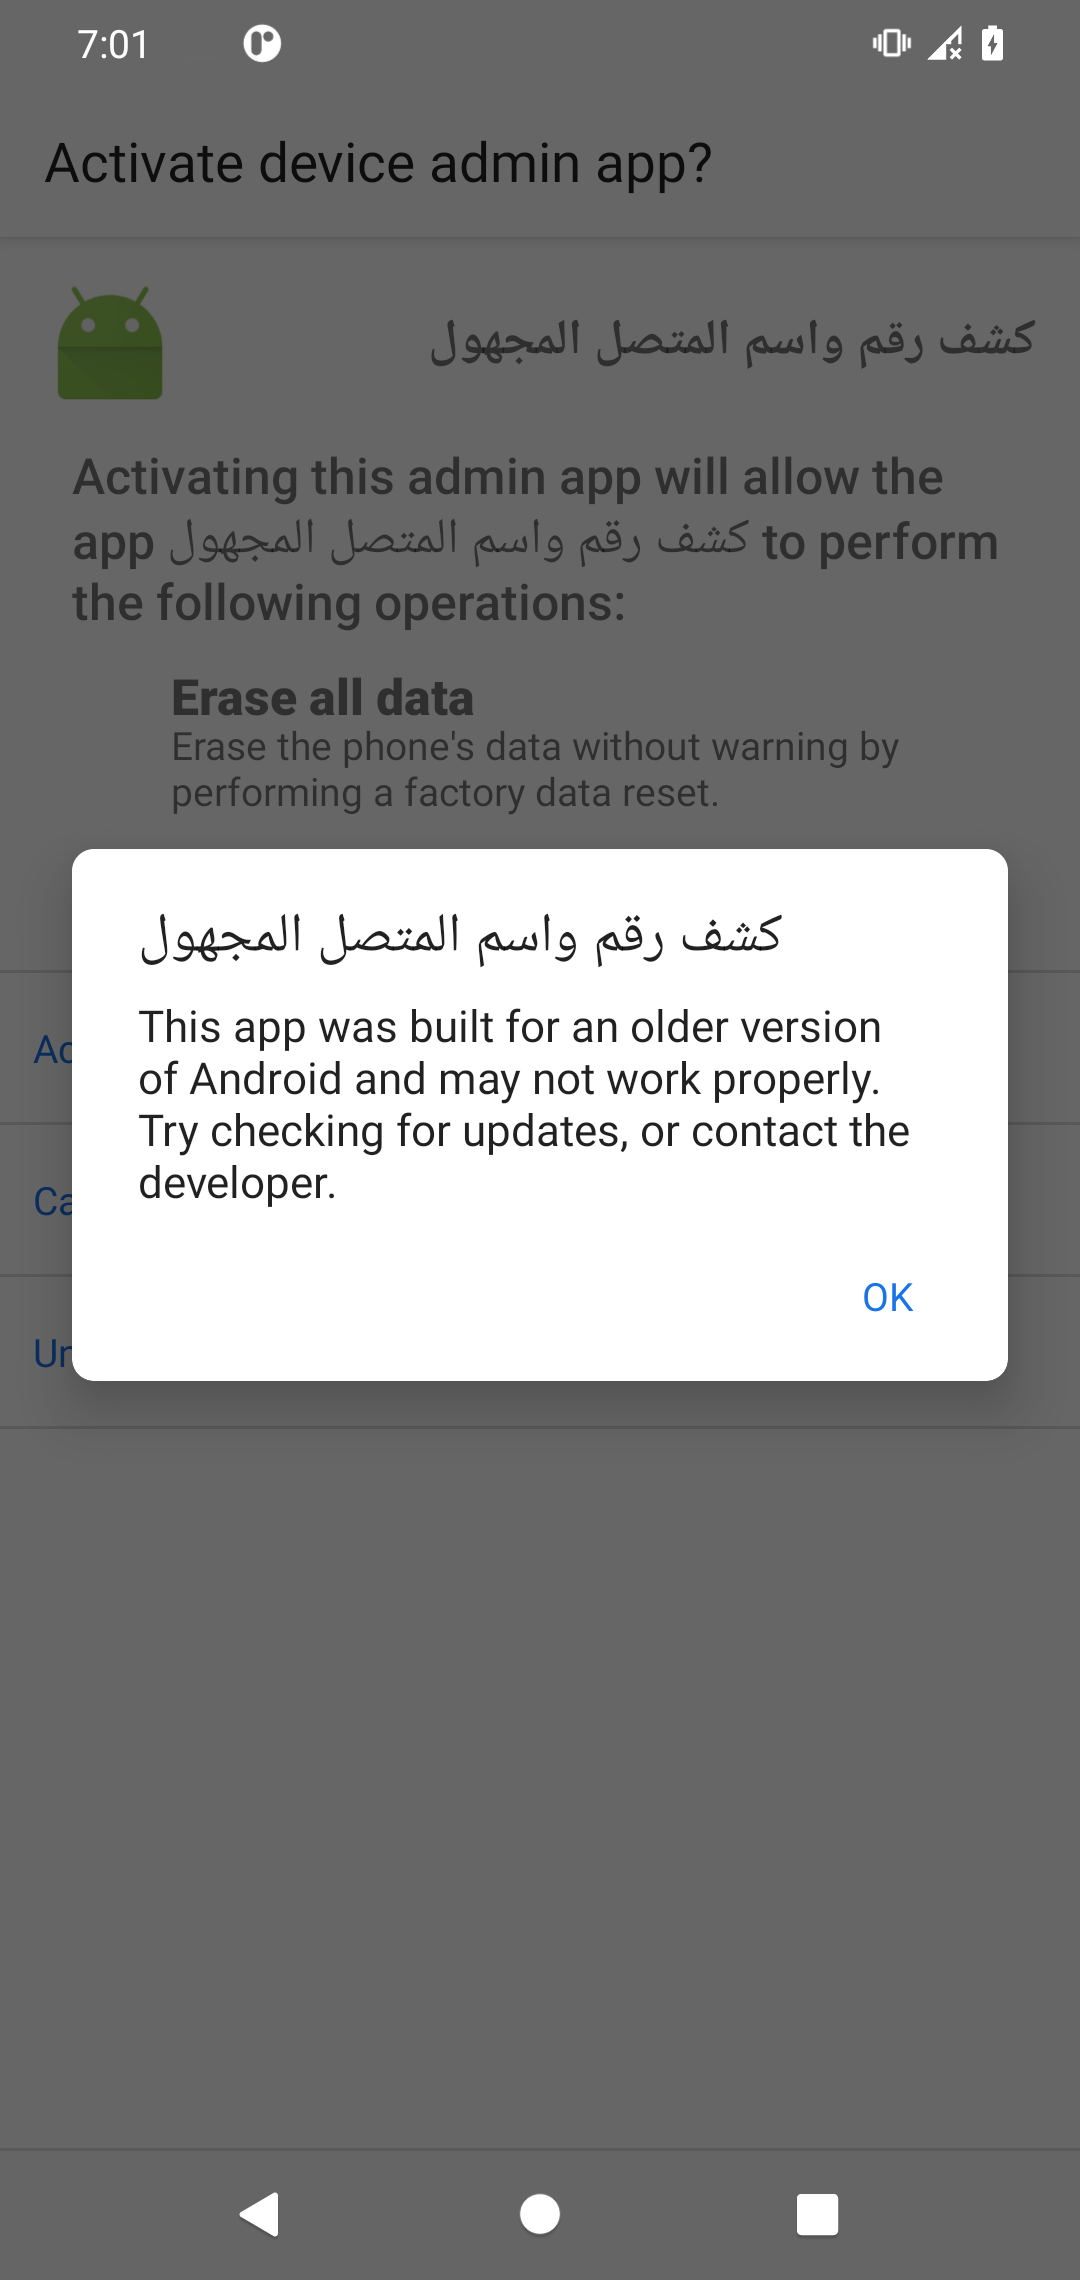 7:01
Activate device admin app?
كشف رقم واسم المتصل المجهول
Activating this admin app will allow the
app كشف رقم واسم المتصل المجهول to perform
the following operations:
Erase all data
Erase the phone's data without warning by
performing a factory data reset.
كشف رقم واسم المتصل المجهول
This app was built for an older version
of Android and may not work properly.
Try checking for updates, or contact the
developer.
OK